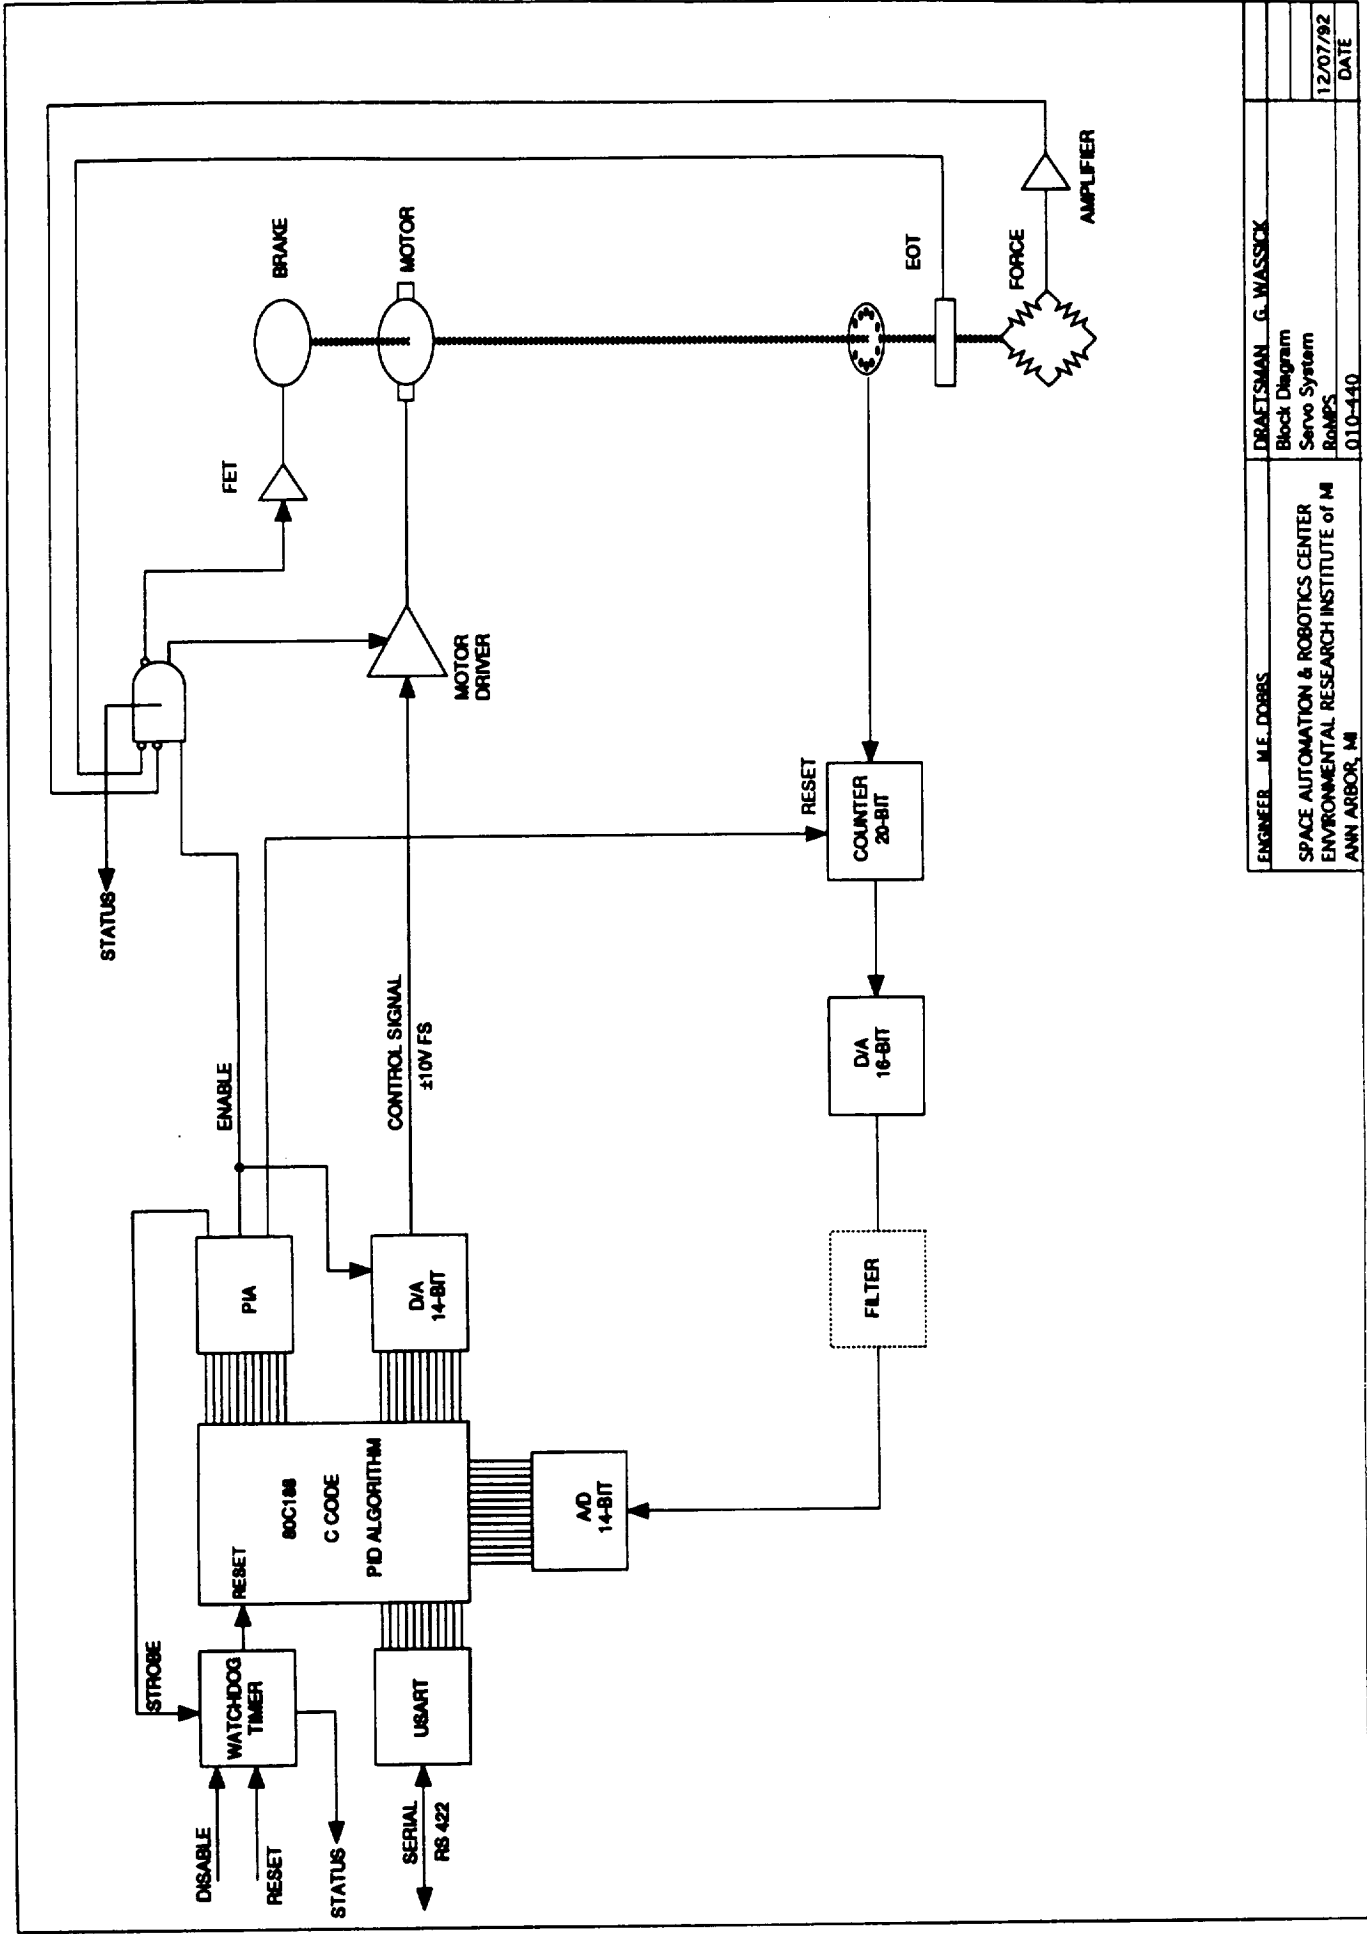 DISABLE
RESET
STATUS
STROBE
WATCHDOG
TIMER
SERIAL
RS 422
USART
RESET
80C188
C CODE
PID ALGORITHM
A/D
14-BIT
PIA
D/A
14-BIT
ENABLE
CONTROL SIGNAL
±10V FS
FILTER
D/A
16-BIT
RESET
COUNTER
20-BIT
STATUS
MOTOR
DRIVER
FET
BRAKE
MOTOR
EOT
FORCE
AMPLIFIER
ENGINEER M.E. DOBBS
SPACE AUTOMATION & ROBOTICS CENTER
ENVIRONMENTAL RESEARCH INSTITUTE of MI
ANN ARBOR, MI
DRAFTSMAN G. WASSICK
Block Diagram
Servo System
RoMPS
010-440
12/07/92
DATE